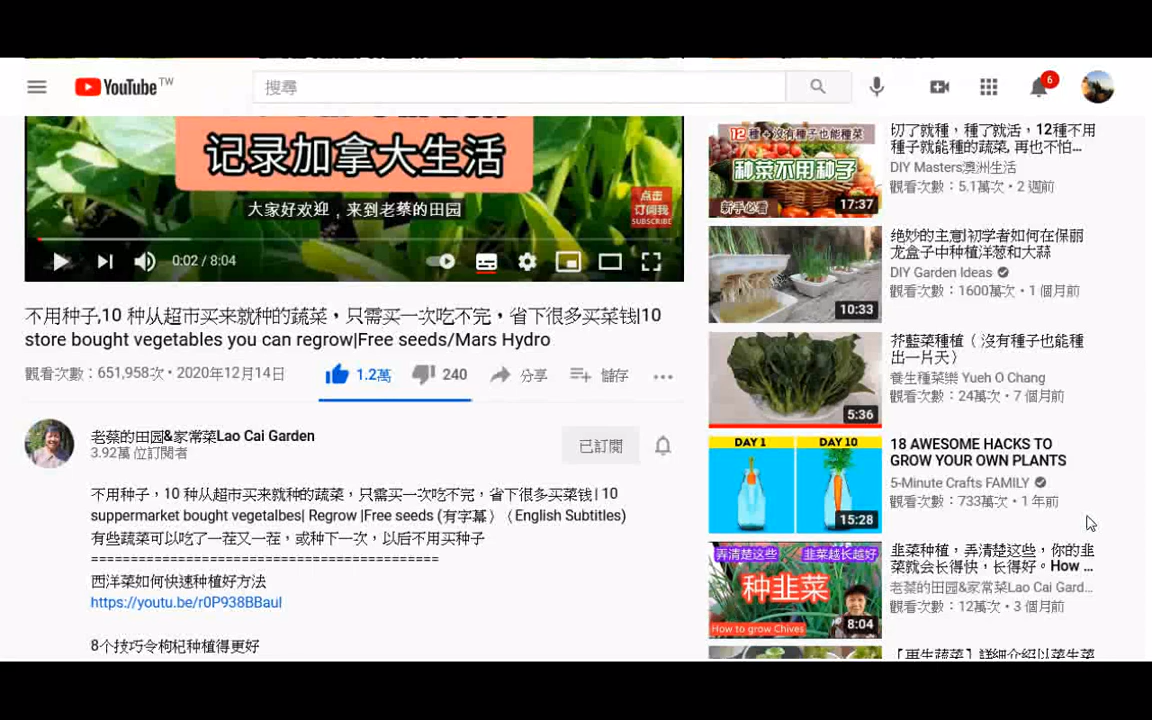 YouTube TW
搜尋
6
记录加拿大生活
点击
订阅我
SUBSCRIBE
大家好欢迎，来到老蔡的田园
0:02 / 8:04
不用种子,10 种从超市买来就种的蔬菜，只需买一次吃不完，省下很多买菜钱|10
store bought vegetables you can regrow|Free seeds/Mars Hydro
觀看次數：651,958次 • 2020年12月14日
1.2萬
240
分享
儲存
老蔡的田园&家常菜Lao Cai Garden
3.92萬 位訂閱者
已訂閱
不用种子，10 种从超市买来就种的蔬菜，只需买一次吃不完，省下很多买菜钱 | 10
suppermarket bought vegetalbes| Regrow |Free seeds (有字幕）（English Subtitles)
有些蔬菜可以吃了一茬又一茬，或种下一次，以后不用买种子
========================================
西洋菜如何快速种植好方法
https://youtu.be/r0P938BBauI
8个技巧令枸杞种植得更好
12種+沒有種子也能種菜
种菜不用种子
新手必看
17:37
切了就種，種了就活，12種不用
種子就能種的蔬菜, 再也不怕...
DIY Masters澳洲生活
觀看次數：5.1萬次 • 2 週前
10:33
绝妙的主意|初学者如何在保丽
龙盒子中种植洋葱和大蒜
DIY Garden Ideas
觀看次數：1600萬次 • 1 個月前
5:36
芥藍菜種植（ 沒有種子也能種
出一片天）
養生種菜樂 Yueh O Chang
觀看次數：24萬次 • 7 個月前
DAY 1
DAY 10
15:28
18 AWESOME HACKS TO
GROW YOUR OWN PLANTS
5-Minute Crafts FAMILY
觀看次數：733萬次 • 1 年前
弄清楚这些
韭菜越长越好
种韭菜
How to grow Chives
8:04
韭菜种植，弄清楚这些，你的韭
菜就会长得快，长得好。How ...
老蔡的田园&家常菜Lao Cai Gard...
觀看次數：12萬次 • 3 個月前